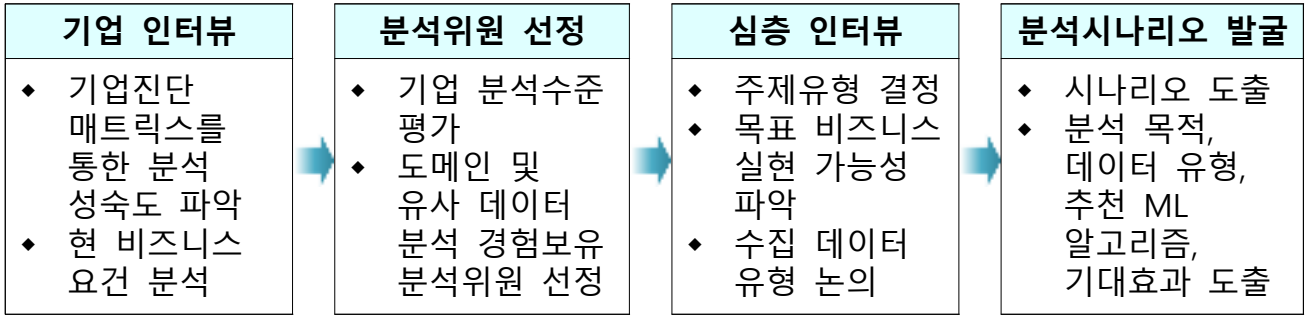 기업 인터뷰
◆ 기업진단
매트릭스를
통한 분석
성숙도 파악
◆ 현 비즈니스
요건 분석
분석위원 선정
◆ 기업 분석수준
평가
◆ 도메인 및
유사 데이터
분석 경험보유
분석위원 선정
심층 인터뷰
◆ 주제유형 결정
◆ 목표 비즈니스
실현 가능성
파악
◆ 수집 데이터
유형 논의
분석시나리오 발굴
◆ 시나리오 도출
◆ 분석 목적,
데이터 유형,
추천 ML
알고리즘,
기대효과 도출